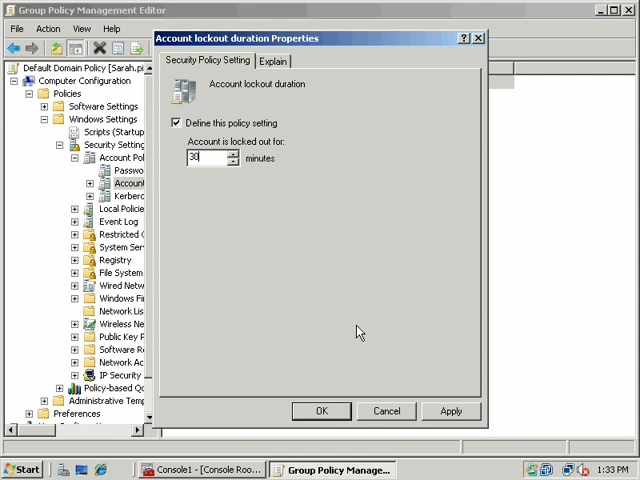 Group Policy Management Editor
File Action View Help
Account lockout duration Properties
Security Policy Setting Explain
Account lockout duration
Define this policy setting
Account is locked out for:
30 minutes
OK Cancel Apply
Default Domain Policy [Sarah.pi
Computer Configuration
Policies
Software Settings
Windows Settings
Scripts (Startup
Security Setting
Account Pol
Passwo
Account
Kerberc
Local Policie
Event Log
Restricted
System Ser
Registry
File System
Wired Netw
Windows Fi
Network Lis
Wireless Ne
Public Key P
Software R
Network Ac
IP Security
Policy-based Qo
Administrative Temp
Preferences
Start Console1 - [Console Roo... Group Policy Manage... 1:33 PM